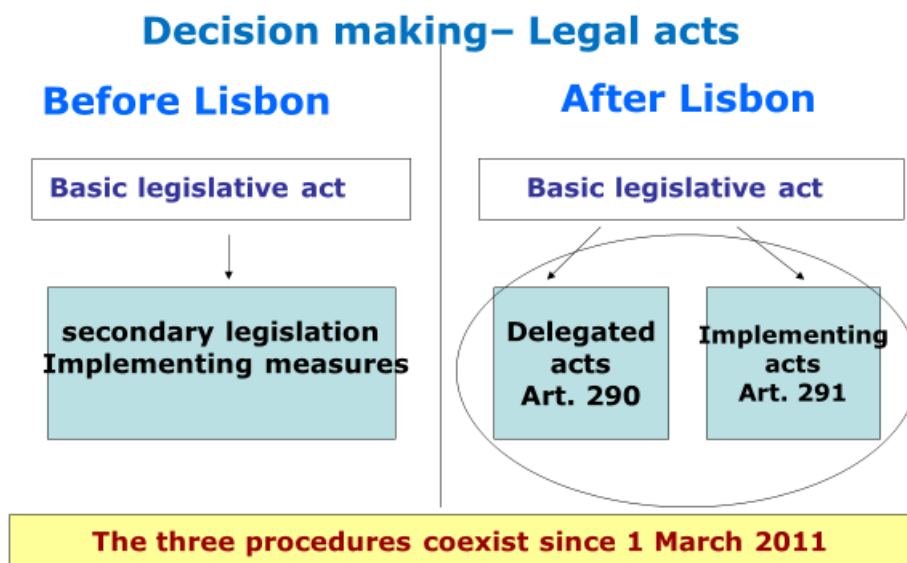 Decision making– Legal acts
Before Lisbon
Basic legislative act
secondary legislation
Implementing measures
After Lisbon
Basic legislative act
Delegated
acts
Art. 290
Implementing
acts
Art. 291
The three procedures coexist since 1 March 2011